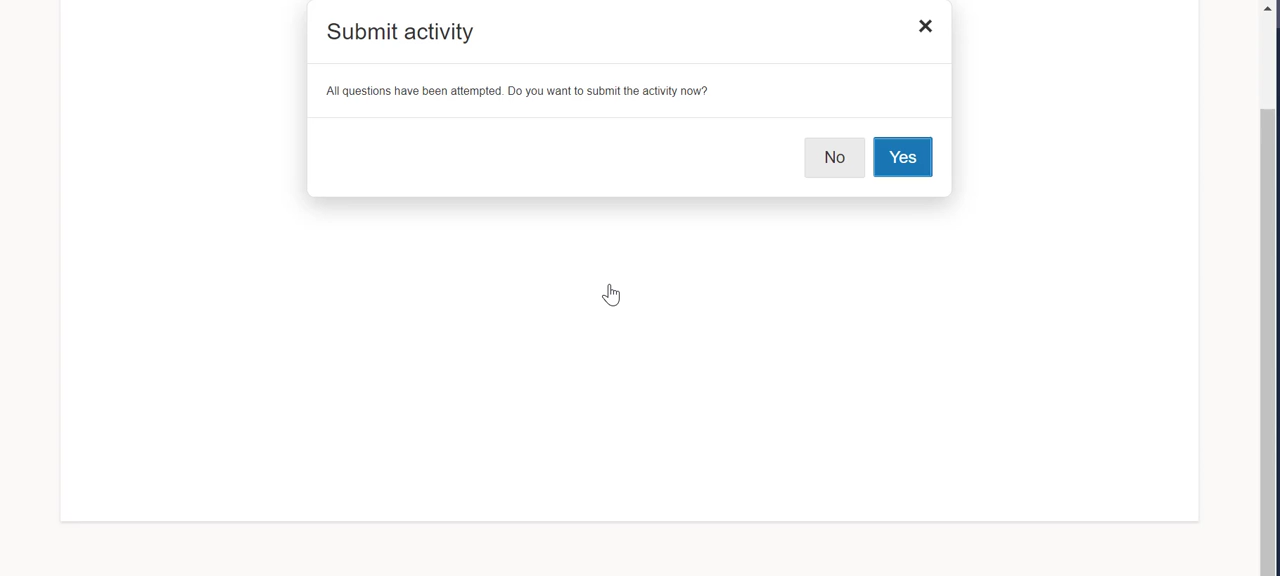 Submit activity
All questions have been attempted. Do you want to submit the activity now?
No
Yes